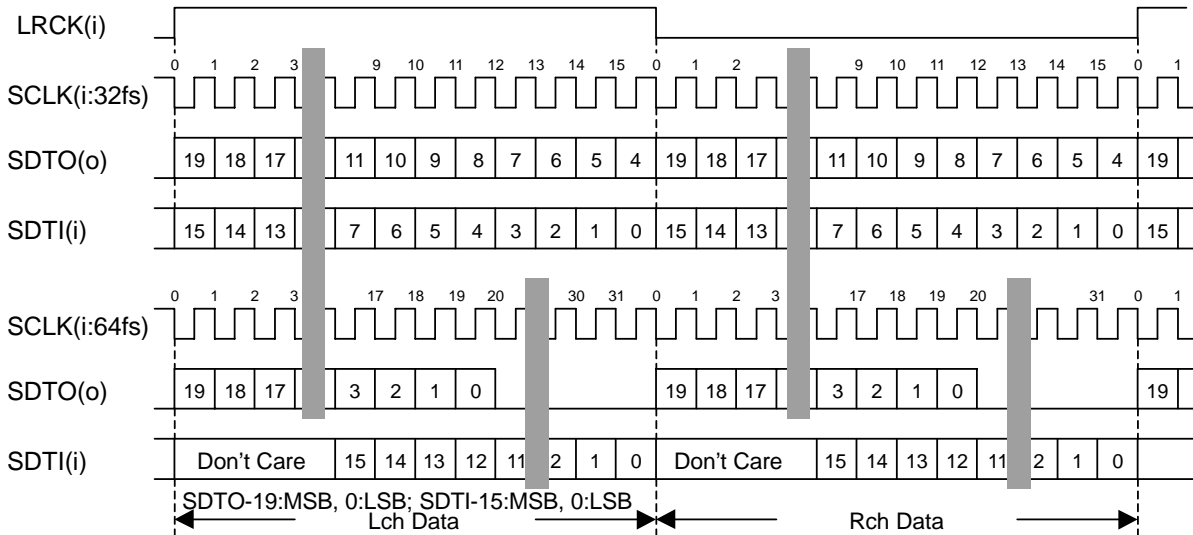 LRCK(i)
0 1 2 3 9 10 11 12 13 14 15 0 1 2 9 10 11 12 13 14 15 0 1
SCLK(i:32fs)
SDTO(o) 19 18 17 11 10 9 8 7 6 5 4 19 18 17 11 10 9 8 7 6 5 4 19
SDTI(i) 15 14 13 7 6 5 4 3 2 1 0 15 14 13 7 6 5 4 3 2 1 0 15
0 1 2 3 17 18 19 20 30 31 0 1 2 3 17 18 19 20 31 0 1
SCLK(i:64fs)
SDTO(o) 19 18 17 3 2 1 0 19 18 17 3 2 1 0 19
SDTI(i) Don't Care 15 14 13 12 11 2 1 0 Don't Care 15 14 13 12 11 2 1 0
SDTO-19:MSB, 0:LSB; SDTI-15:MSB, 0:LSB
Lch Data Rch Data